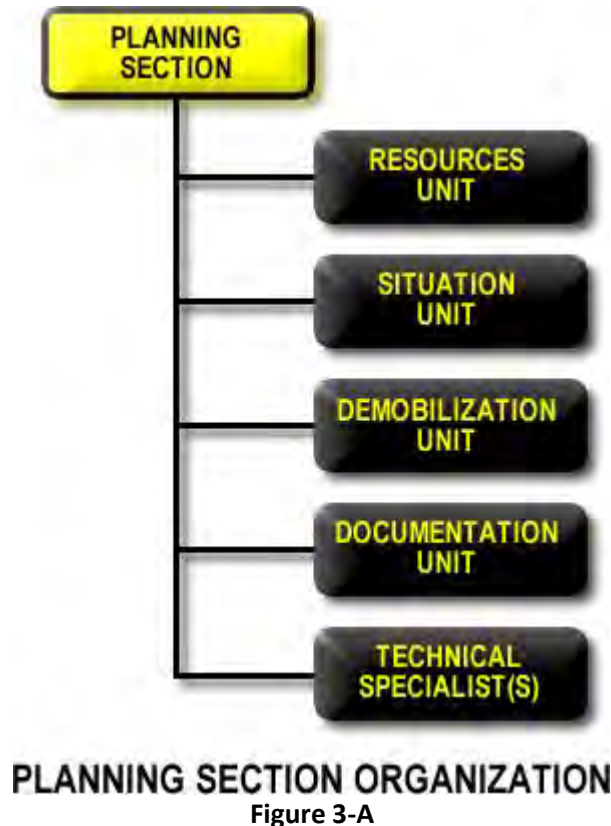 PLANNING
SECTION
RESOURCES
UNIT
SITUATION
UNIT
DEMOBILIZATION
UNIT
DOCUMENTATION
UNIT
TECHNICAL
SPECIALIST(S)
PLANNING SECTION ORGANIZATION
Figure 3-A